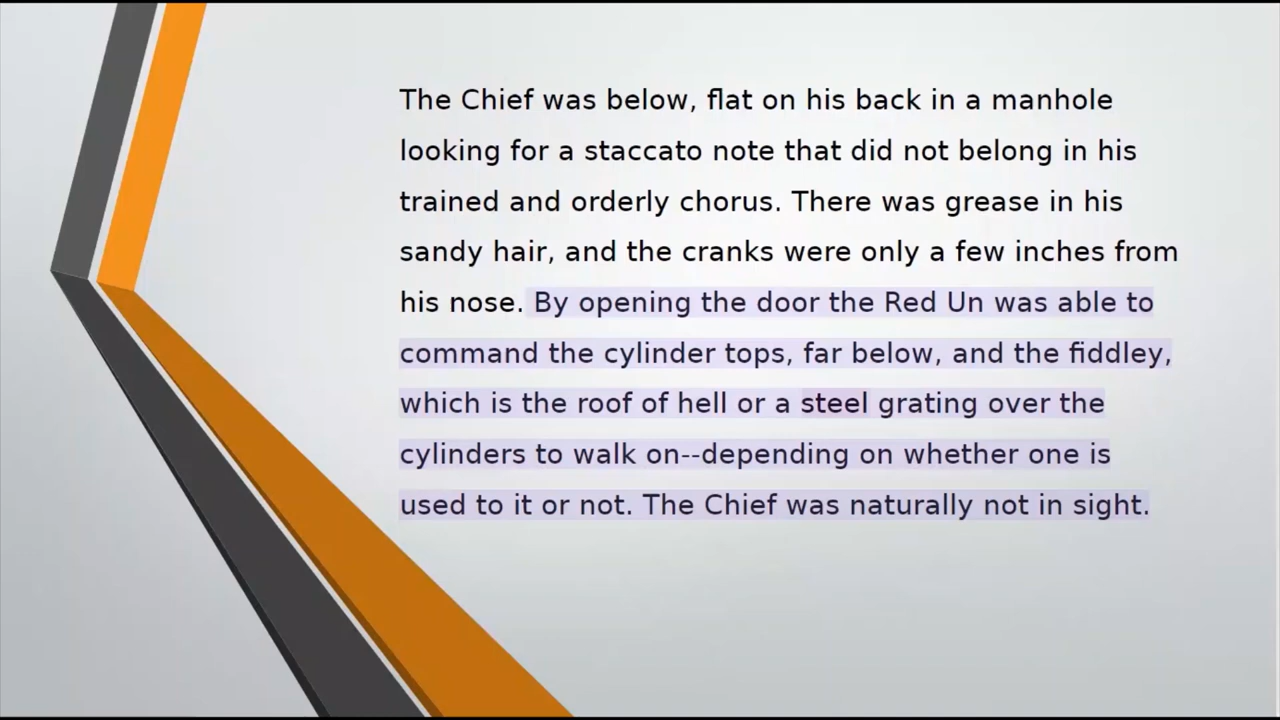 The Chief was below, flat on his back in a manhole
looking for a staccato note that did not belong in his
trained and orderly chorus. There was grease in his
sandy hair, and the cranks were only a few inches from
his nose. By opening the door the Red Un was able to
command the cylinder tops, far below, and the fiddley,
which is the roof of hell or a steel grating over the
cylinders to walk on--depending on whether one is
used to it or not. The Chief was naturally not in sight.